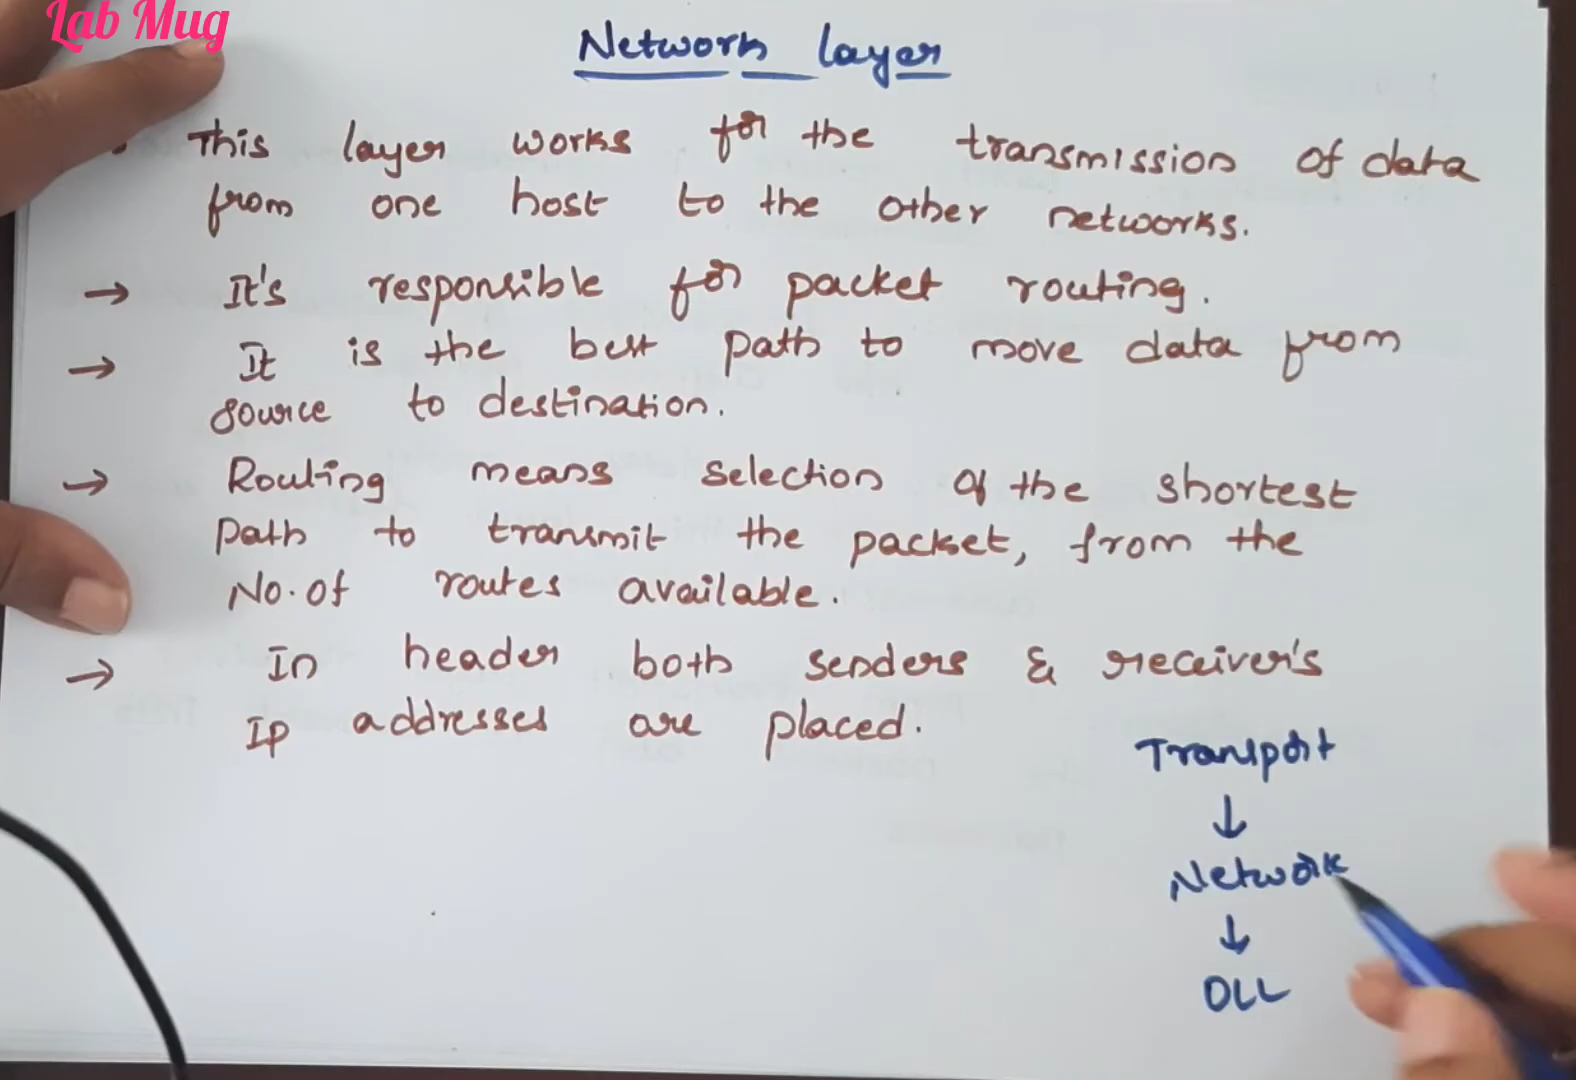 Lab Mug
Network layer
This layer works for the transmission of data
from one host to the other networks.
→ It's responsible for packet routing.
→ It is the best path to move data from
source to destination.
→ Routing means selection of the shortest
path to transmit the packet, from the
No. of routes available.
→ In header both senders & receiver's
Ip addresses are placed.
Transport
↓
Network
↓
DLL